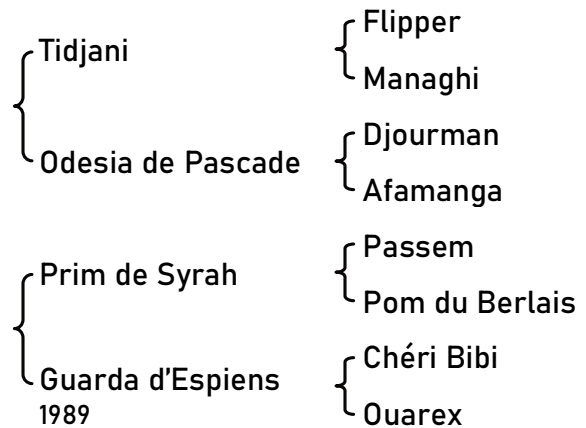 Flipper
Tidjani
Managhi
Djourman
Odesia de Pascade
Afamanga
Passem
Prim de Syrah
Pom du Berlais
Chéri Bibi
Guarda d'Espiens
1989
Ouarex